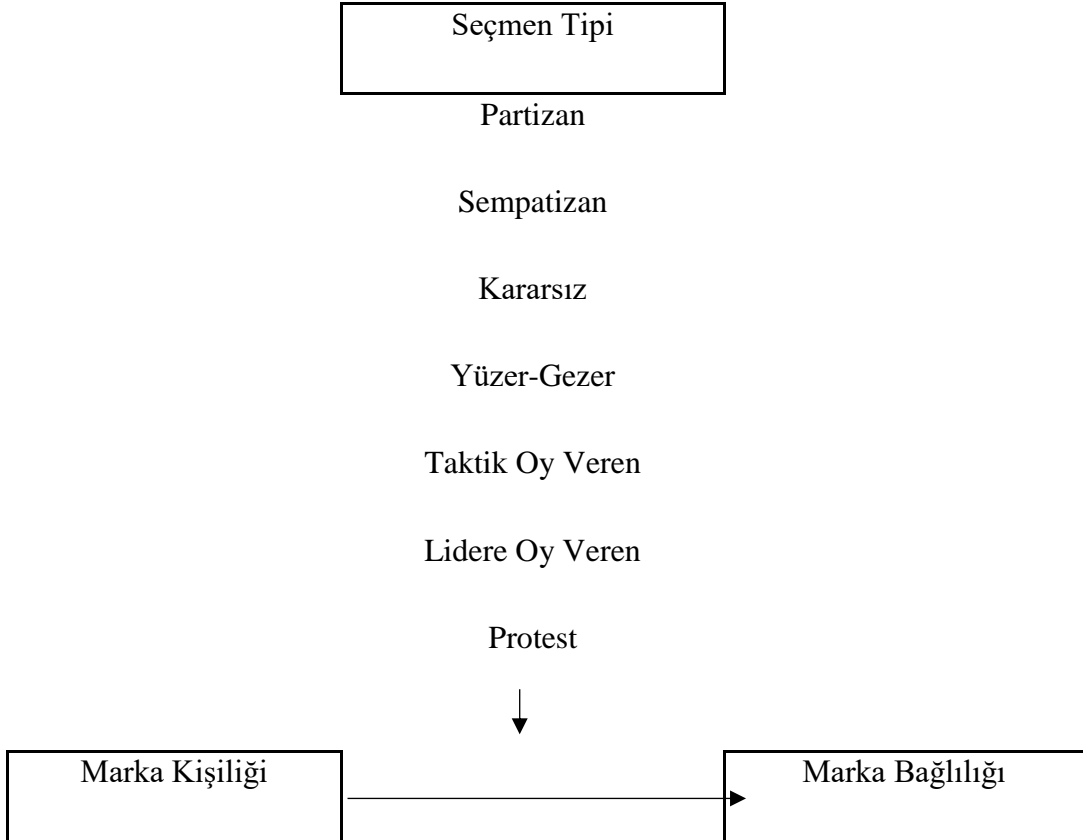 Seçmen Tipi
Partizan
Sempatizan
Kararsız
Yüzer-Gezer
Taktik Oy Veren
Lidere Oy Veren
Protest
Marka Kişiliği
Marka Bağlılığı